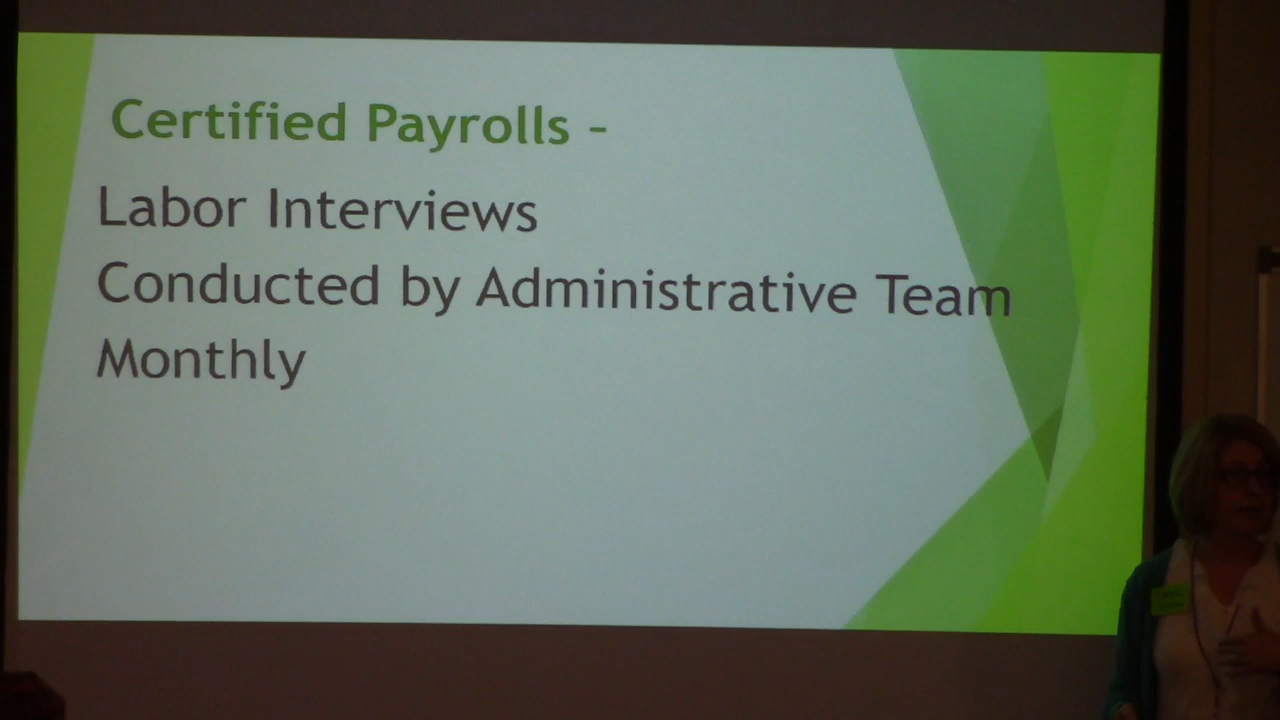 Certified Payrolls –
Labor Interviews
Conducted by Administrative Team
Monthly